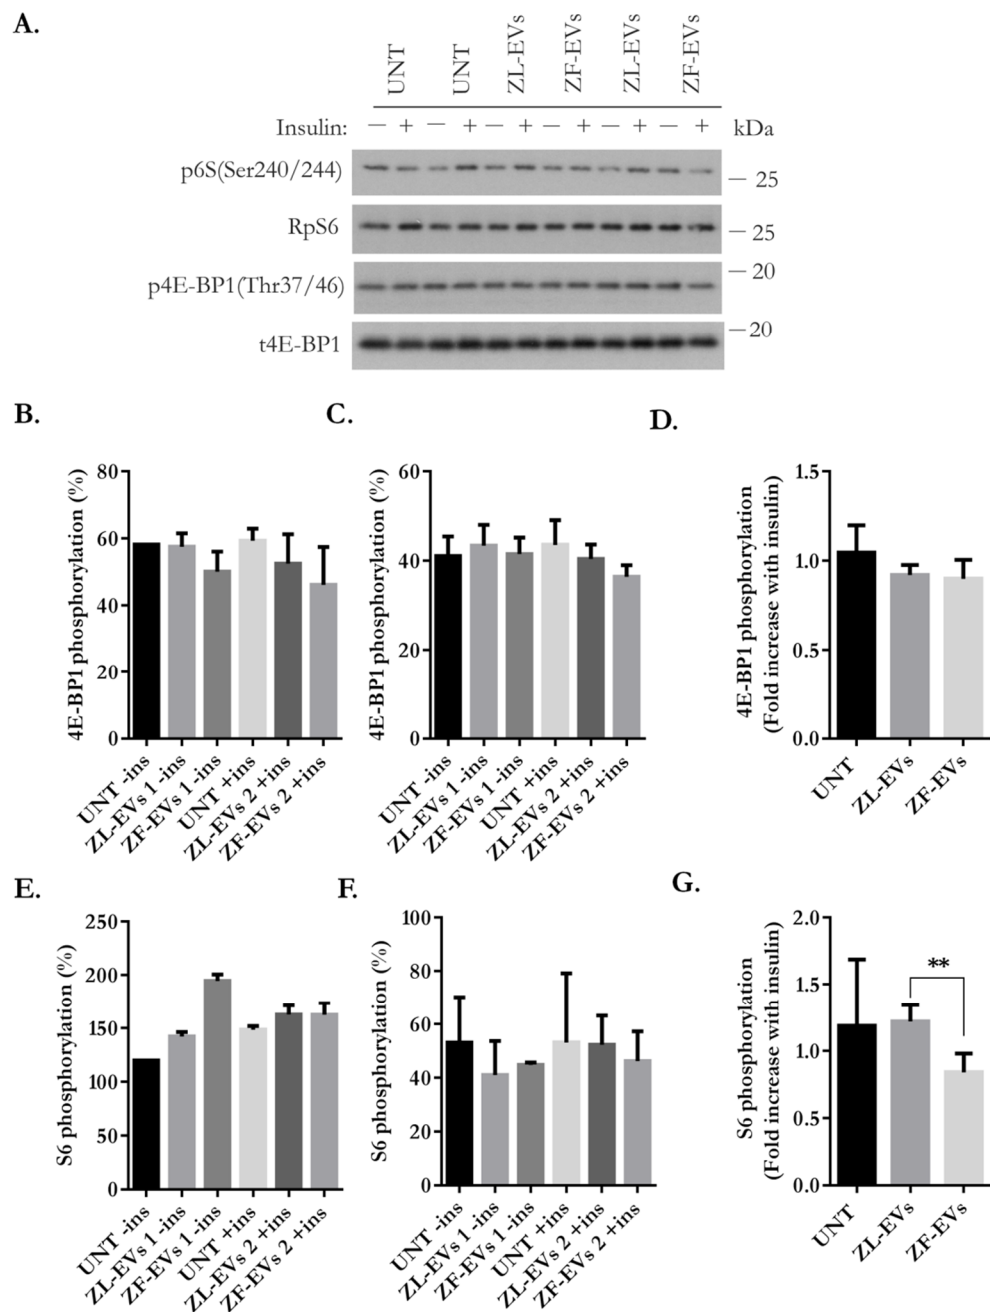 A.
UNT
UNT
ZL-EVs
ZF-EVs
ZL-EVs
ZF-EVs
Insulin: — + — + — + — + — + — + kDa
p6S(Ser240/244)
— 25
RpS6
— 25
p4E-BP1(Thr37/46)
— 20
t4E-BP1
—20
B.
4E-BP1 phosphorylation (%)
80
60
40
20
0
UNT -ins
ZL-EVs 1 -ins
ZF-EVs 1 -ins
UNT +ins
ZL-EVs 2 +ins
ZF-EVs 2 +ins
C.
4E-BP1 phosphorylation (%)
60
40
20
0
UNT -ins
ZL-EVs 1 -ins
ZF-EVs 1 -ins
UNT +ins
ZL-EVs 2 +ins
ZF-EVs 2 +ins
D.
4E-BP1 phosphorylation
(Fold increase with insulin)
1.5
1.0
0.5
0.0
UNT
ZL-EVs
ZF-EVs
E.
S6 phosphorylation (%)
250
200
150
100
50
0
UNT -ins
ZL-EVs 1 -ins
ZF-EVs 1 -ins
UNT +ins
ZL-EVs 2 +ins
ZF-EVs 2 +ins
F.
S6 phosphorylation (%)
100
80
60
40
20
0
UNT -ins
ZL-EVs 1 -ins
ZF-EVs 1 -ins
UNT +ins
ZL-EVs 2 +ins
ZF-EVs 2 +ins
G.
S6 phosphorylation
(Fold increase with insulin)
2.0
1.5
1.0
0.5
0.0
**
UNT
ZL-EVs
ZF-EVs